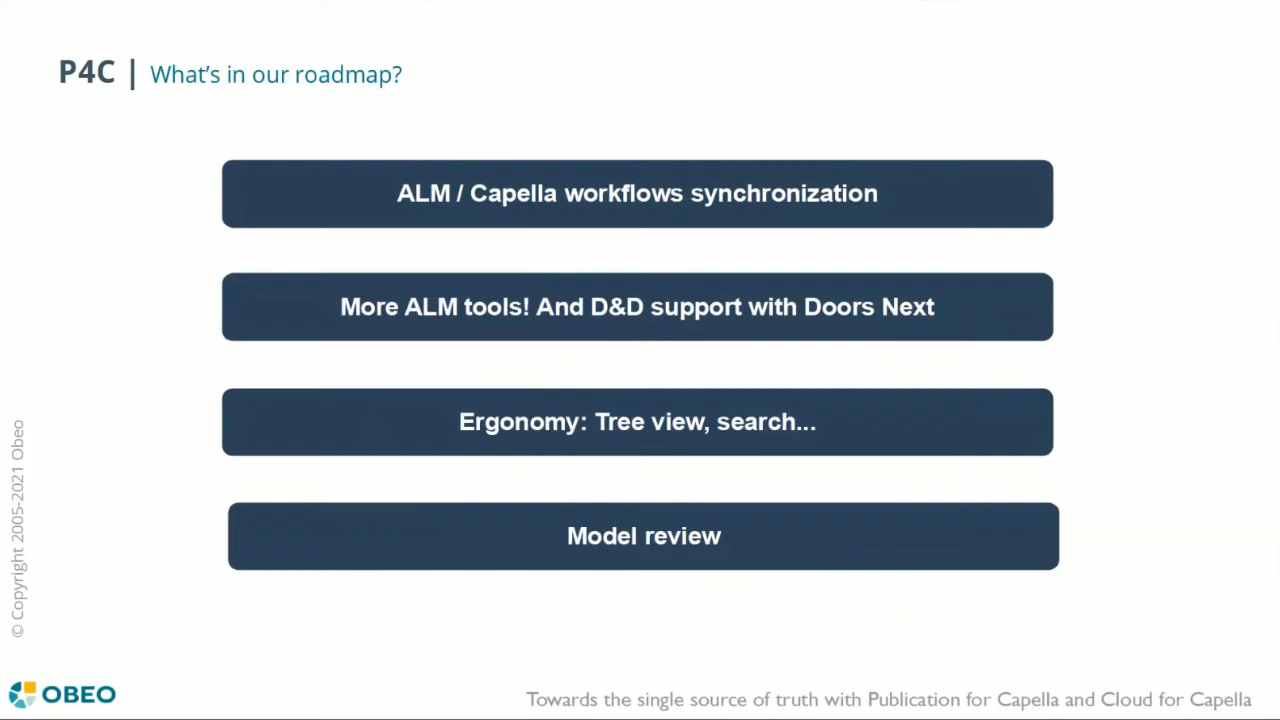 P4C | What's in our roadmap?
ALM / Capella workflows synchronization
More ALM tools! And D&D support with Doors Next
Ergonomy: Tree view, search...
Model review
© Copyright 2005-2021 Obeo
OBEO
Towards the single source of truth with Publication for Capella and Cloud for Capella